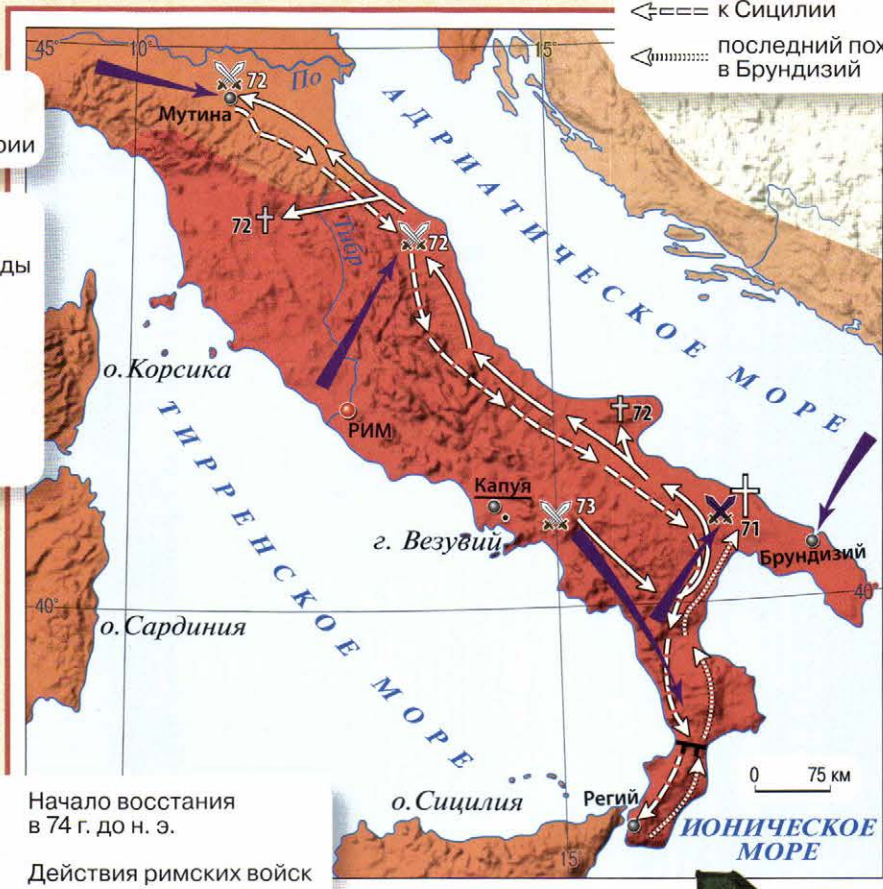 к Сицилии
последний пох
в Брундизий
45°
10°
15°
По
72
Мутина
рии
АДРИАТИЧЕСКОЕ МОРЕ
72
Тибр
72
ды
о.Корсика
РИМ
72
ТИРРЕНСКОЕ МОРЕ
Капуя
73
71
г. Везувий
Брундизий
40°
40°
о.Сардиния
0 75 км
о.Сицилия
Регий
ИОНИЧЕСКОЕ
МОРЕ
15°
Начало восстания
в 74 г. до н. э.
Действия римских войск